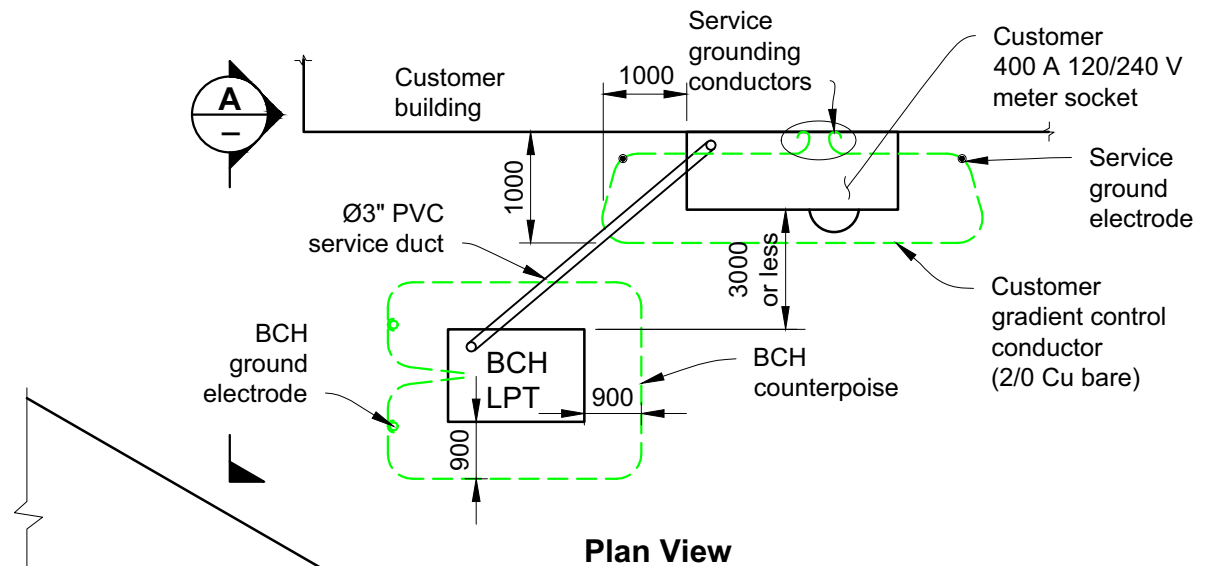 Service
grounding
conductors
Customer
400 A 120/240 V
meter socket
1000
Customer
building
A
–
1000
Ø3" PVC
service duct
Service
ground
electrode
3000
or less
Customer
gradient control
conductor
(2/0 Cu bare)
BCH
ground
electrode
BCH
LPT
BCH
counterpoise
900
900
Plan View